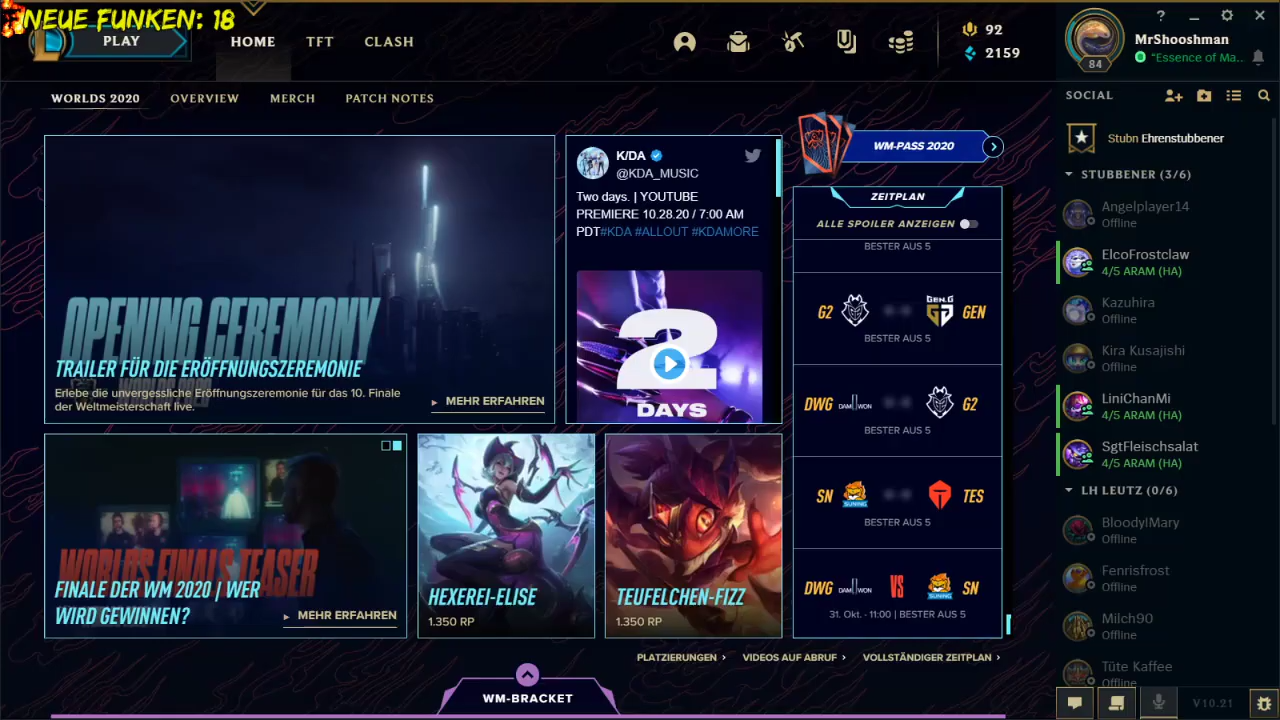 NEUE FUNKEN: 18
PLAY
HOME
TFT
CLASH
92
2159
84
MrShooshman
"Essence of Ma..
WORLDS 2020
OVERVIEW
MERCH
PATCH NOTES
SOCIAL
OPENING CEREMONY
TRAILER FÜR DIE ERÖFFNUNGSZEREMONIE
Erlebe die unvergessliche Eröffnungszeremonie für das 10. Finale
der Weltmeisterschaft live.
MEHR ERFAHREN
K/DA
@KDA_MUSIC
Two days. | YOUTUBE
PREMIERE 10.28.20 / 7:00 AM
PDT#KDA #ALLOUT #KDAMORE
2
DAYS
WM-PASS 2020
ZEITPLAN
ALLE SPOILER ANZEIGEN
BESTER AUS 5
G2
GEN.G
GEN
BESTER AUS 5
DWG
DAMWON
G2
BESTER AUS 5
SN
SUNING
TES
BESTER AUS 5
DWG
DAMWON
VS
SUNING
SN
31. Okt. - 11:00 | BESTER AUS 5
WORLDS FINALS TEASER
FINALE DER WM 2020 | WER
WIRD GEWINNEN?
MEHR ERFAHREN
HEXEREI-ELISE
1.350 RP
TEUFELCHEN-FIZZ
1.350 RP
PLATZIERUNGEN
VIDEOS AUF ABRUF
VOLLSTÄNDIGER ZEITPLAN
WM-BRACKET
Stubn Ehrenstubbener
STUBBENER (3/6)
Angelplayer14
Offline
ElcoFrostclaw
4/5 ARAM (HA)
Kazuhira
Offline
Kira Kusajishi
Offline
LiniChanMi
4/5 ARAM (HA)
SgtFleischsalat
4/5 ARAM (HA)
LH LEUTZ (0/6)
BloodyIMary
Offline
Fenrisfrost
Offline
Milch90
Offline
Tüte Kaffee
Offline
V10.21